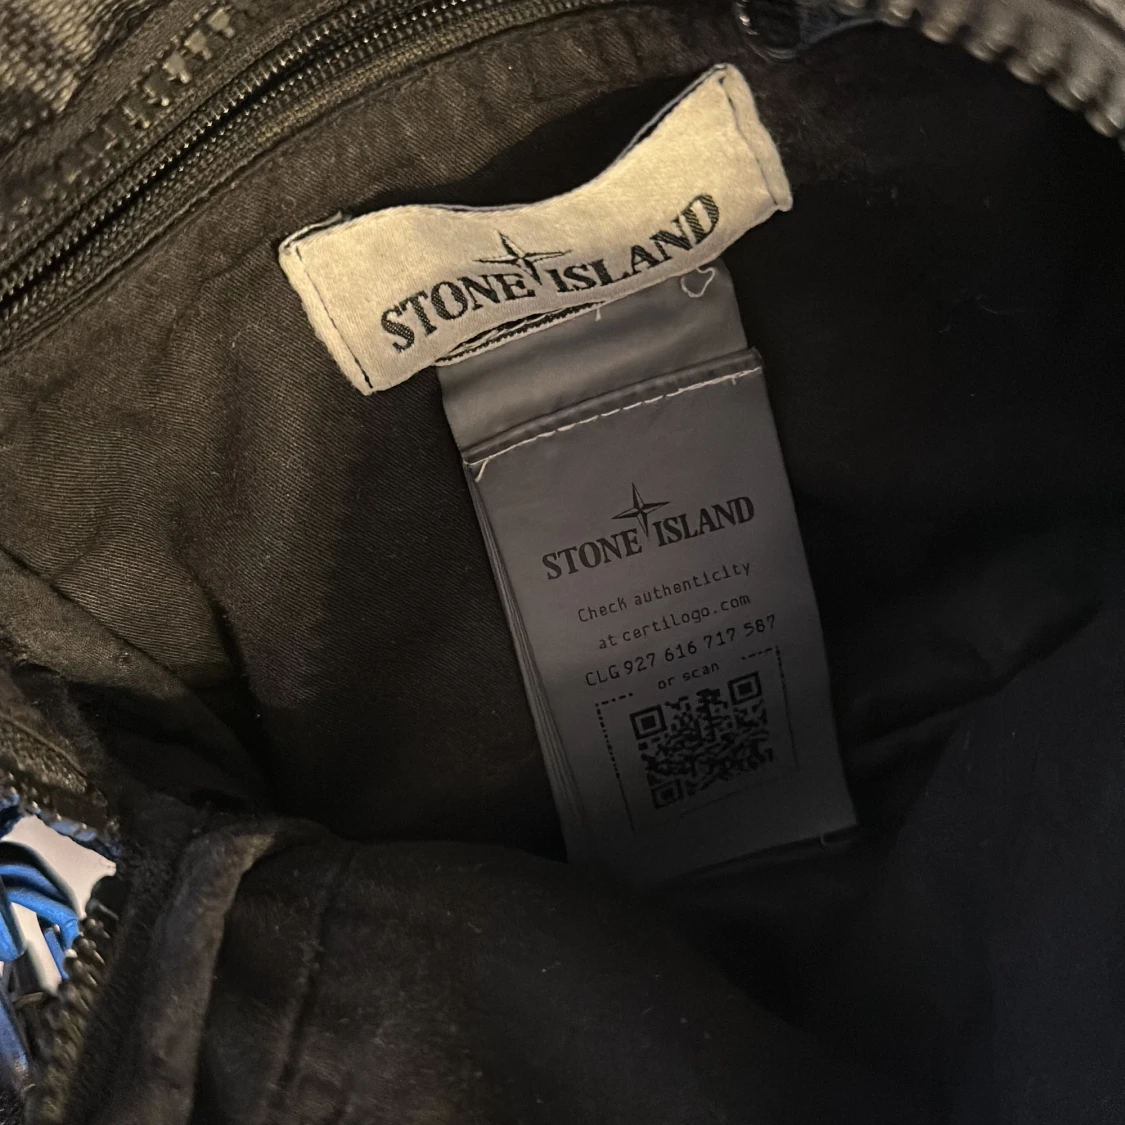 STONE ISLAND
STONE ISLAND
Check authenticity
at certilogo.com
CLG 927 616 717 587
or scan